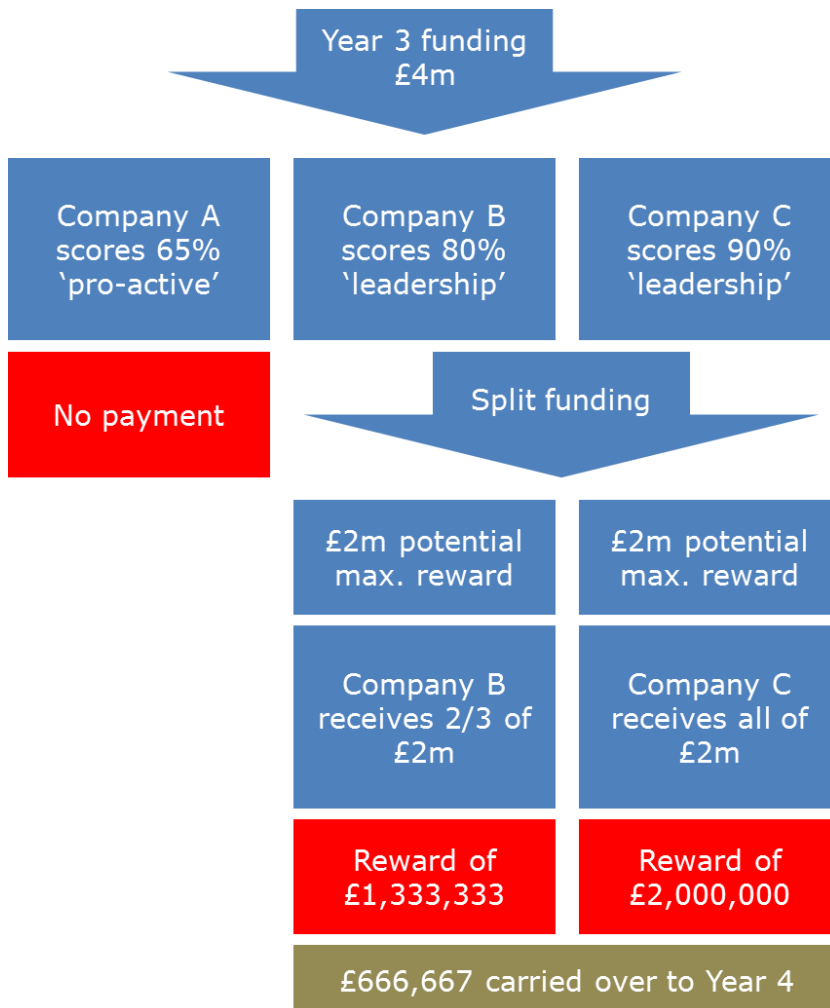 Year 3 funding
£4m
Company A
scores 65%
‘pro-active’
Company B
scores 80%
‘leadership’
Company C
scores 90%
‘leadership’
No payment
Split funding
£2m potential
max. reward
£2m potential
max. reward
Company B
receives 2/3 of
£2m
Company C
receives all of
£2m
Reward of
£1,333,333
Reward of
£2,000,000
£666,667 carried over to Year 4